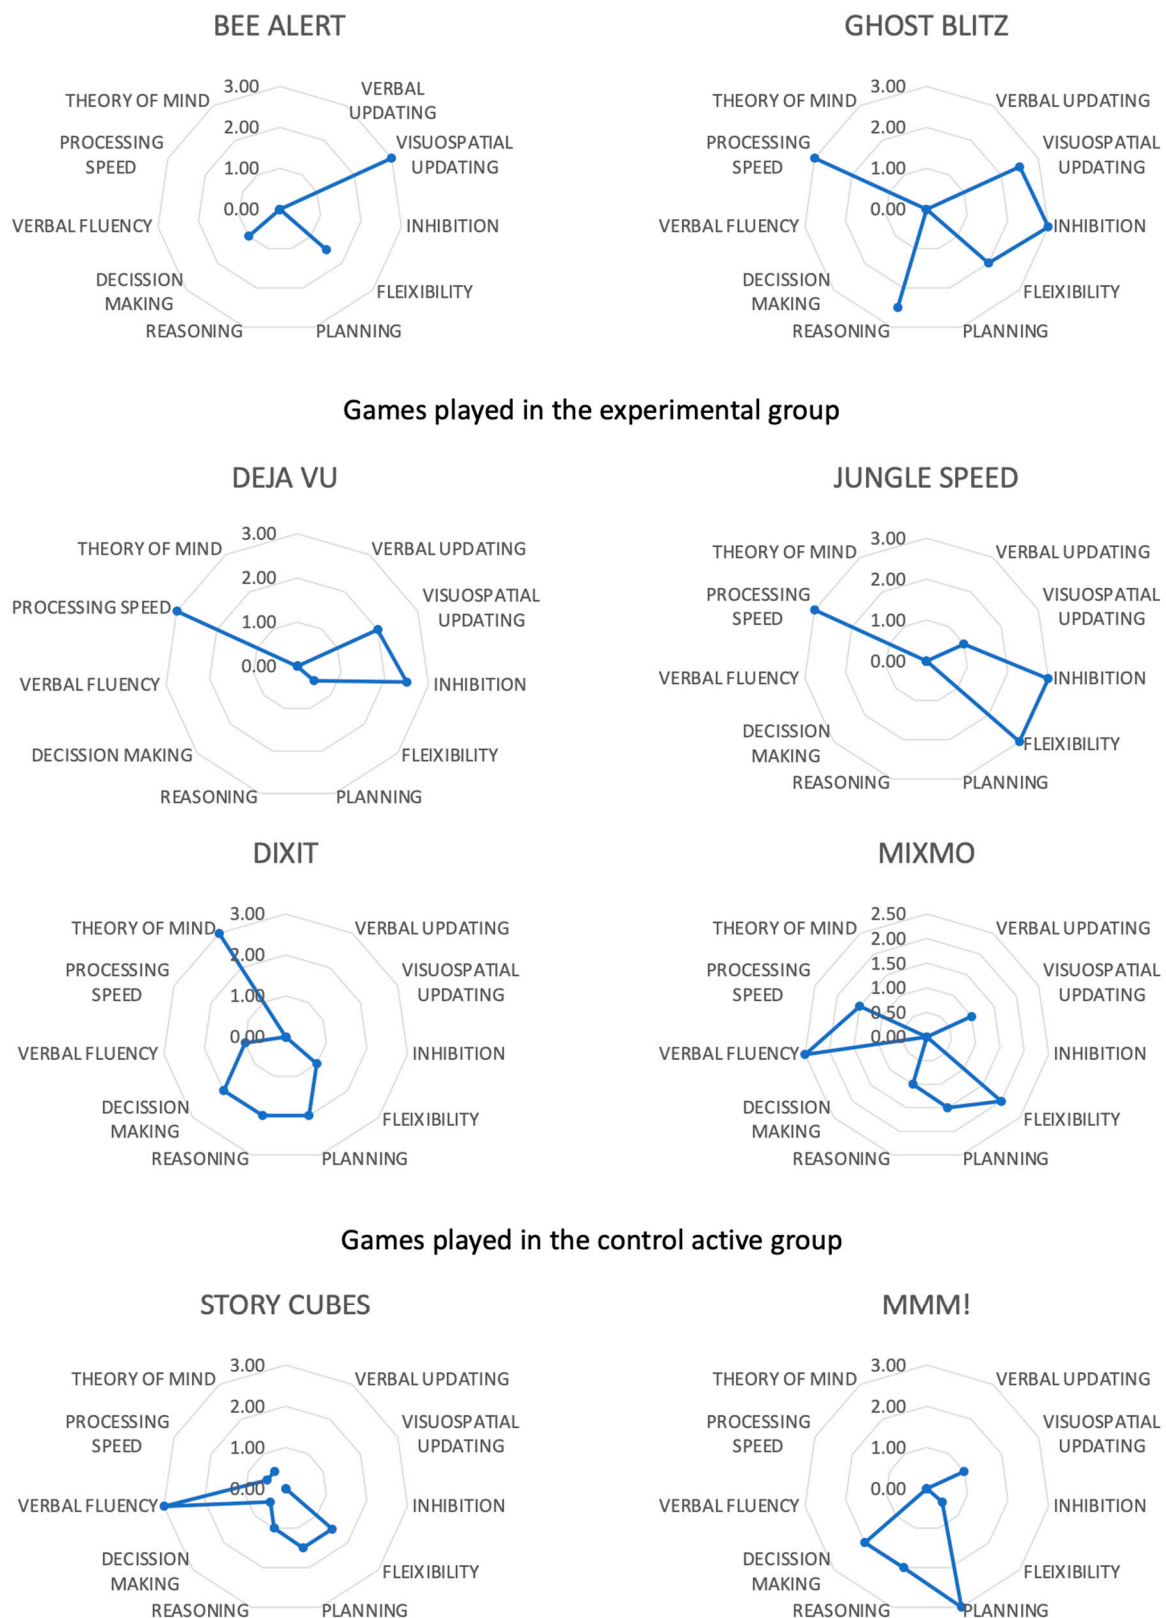 BEE ALERT
3.00
2.00
1.00
0.00
VERBAL
UPDATING
VISUOSPATIAL
UPDATING
INHIBITION
FLEIXIBILITY
PLANNING
REASONING
DECISSION
MAKING
VERBAL FLUENCY
PROCESSING
SPEED
THEORY OF MIND
GHOST BLITZ
3.00
2.00
1.00
0.00
VERBAL UPDATING
VISUOSPATIAL
UPDATING
INHIBITION
FLEIXIBILITY
PLANNING
REASONING
DECISSION
MAKING
VERBAL FLUENCY
PROCESSING
SPEED
THEORY OF MIND
Games played in the experimental group
DEJA VU
3.00
2.00
1.00
0.00
VERBAL UPDATING
VISUOSPATIAL
UPDATING
INHIBITION
FLEIXIBILITY
PLANNING
REASONING
DECISSION MAKING
VERBAL FLUENCY
PROCESSING SPEED
THEORY OF MIND
JUNGLE SPEED
3.00
2.00
1.00
0.00
VERBAL UPDATING
VISUOSPATIAL
UPDATING
INHIBITION
FLEIXIBILITY
PLANNING
REASONING
DECISSION
MAKING
VERBAL FLUENCY
PROCESSING
SPEED
THEORY OF MIND
DIXIT
3.00
2.00
1.00
0.00
VERBAL UPDATING
VISUOSPATIAL
UPDATING
INHIBITION
FLEIXIBILITY
PLANNING
REASONING
DECISSION
MAKING
VERBAL FLUENCY
PROCESSING
SPEED
THEORY OF MIND
MIXMO
2.50
2.00
1.50
1.00
0.50
0.00
VERBAL UPDATING
VISUOSPATIAL
UPDATING
INHIBITION
FLEIXIBILITY
PLANNING
REASONING
DECISSION
MAKING
VERBAL FLUENCY
PROCESSING
SPEED
THEORY OF MIND
Games played in the control active group
STORY CUBES
3.00
2.00
1.00
0.00
VERBAL UPDATING
VISUOSPATIAL
UPDATING
INHIBITION
FLEIXIBILITY
PLANNING
REASONING
DECISSION
MAKING
VERBAL FLUENCY
PROCESSING
SPEED
THEORY OF MIND
MMM!
3.00
2.00
1.00
0.00
VERBAL UPDATING
VISUOSPATIAL
UPDATING
INHIBITION
FLEIXIBILITY
PLANNING
REASONING
DECISSION
MAKING
VERBAL FLUENCY
PROCESSING
SPEED
THEORY OF MIND